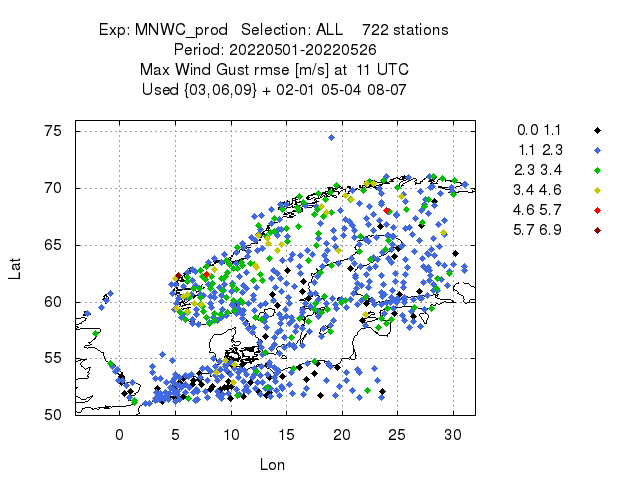 Exp: MNWC_prod   Selection: ALL    722 stations
Period: 20220501-20220526
Max Wind Gust rmse [m/s] at  11 UTC
Used {03,06,09} + 02-01 05-04 08-07
75
70
65
60
55
50
Lat
0 5 10 15 20 25 30
Lon
0.0 1.1
1.1 2.3
2.3 3.4
3.4 4.6
4.6 5.7
5.7 6.9